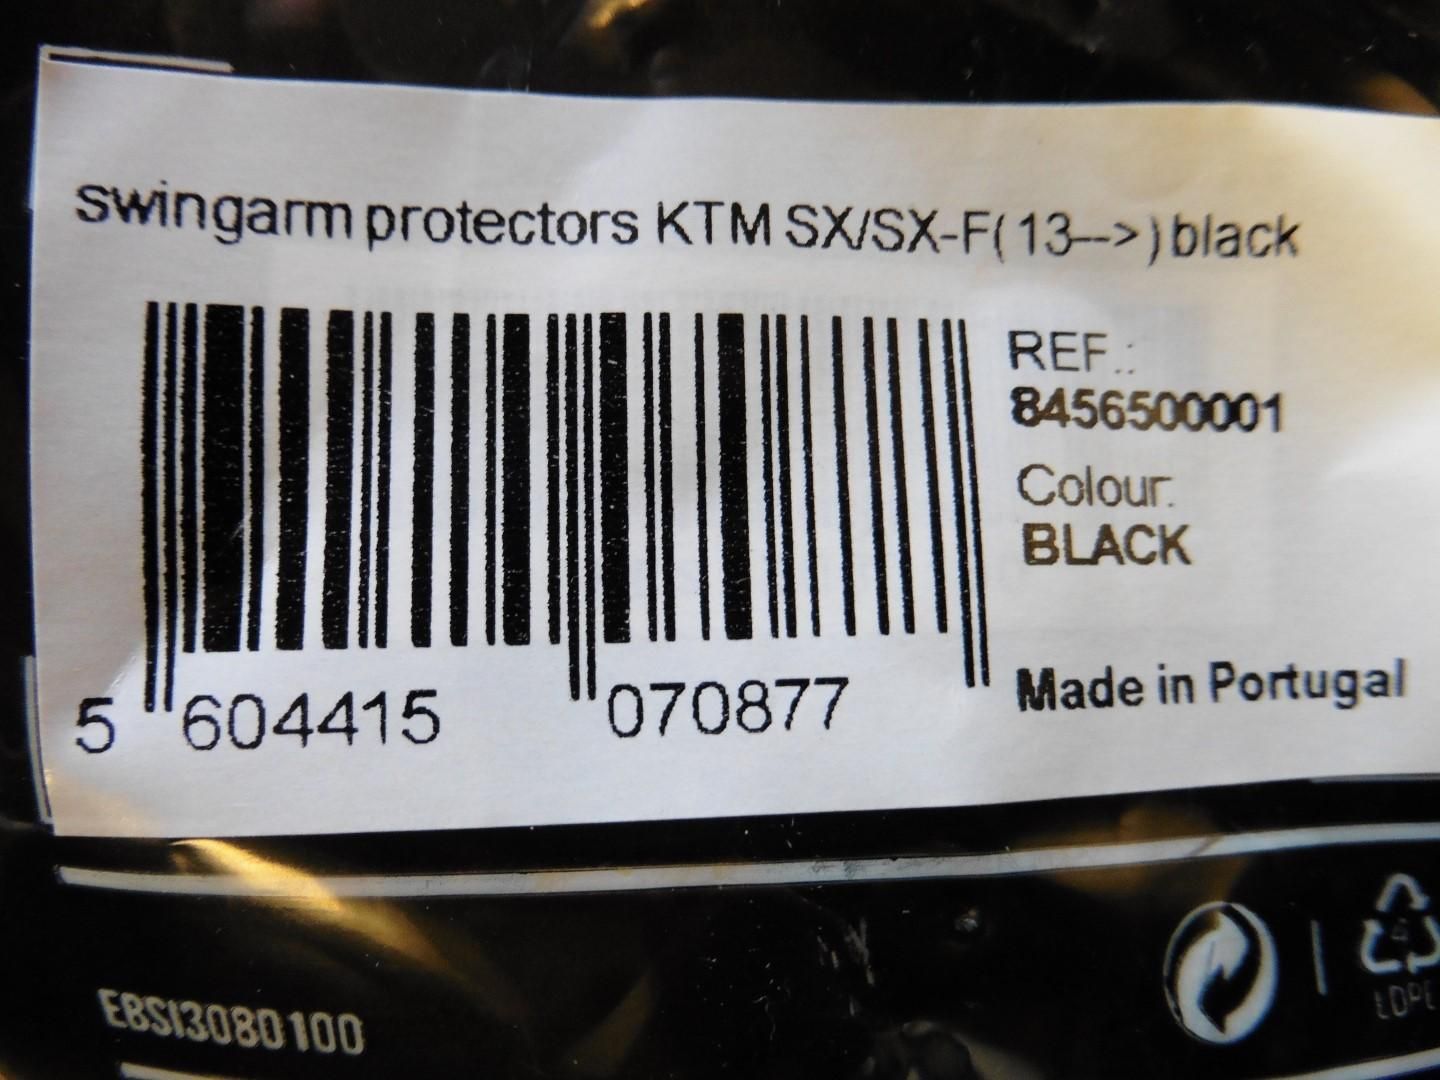 swingarm protectors KTM SX/SX-F( 13-->) black
REF.:
8456500001
Colour:
BLACK
5 604415 070877
Made in Portugal
EBSI3080100
4
LDPE